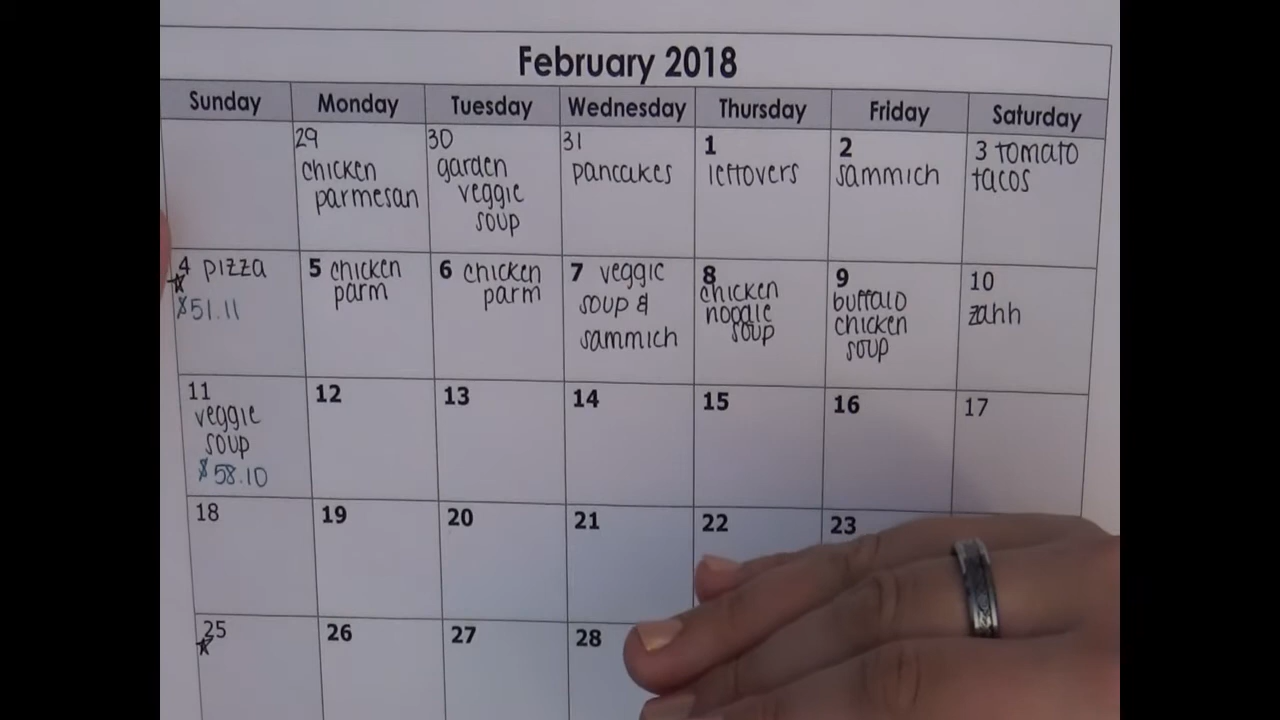 February 2018
Sunday Monday Tuesday Wednesday Thursday Friday Saturday
29
chicken
parmesan
30
garden
veggie
soup
31
pancakes
1
leftovers
2
sammich
3 tomato
tacos
4 pizza
$51.11
5 chicken
parm
6 chicken
parm
7 veggie
soup &
sammich
8
chicken
noodle
soup
9
buffalo
chicken
soup
10
zahh
11
veggie
soup
$58.10
12
13
14
15
16
17
18
19
20
21
22
23
25
26
27
28